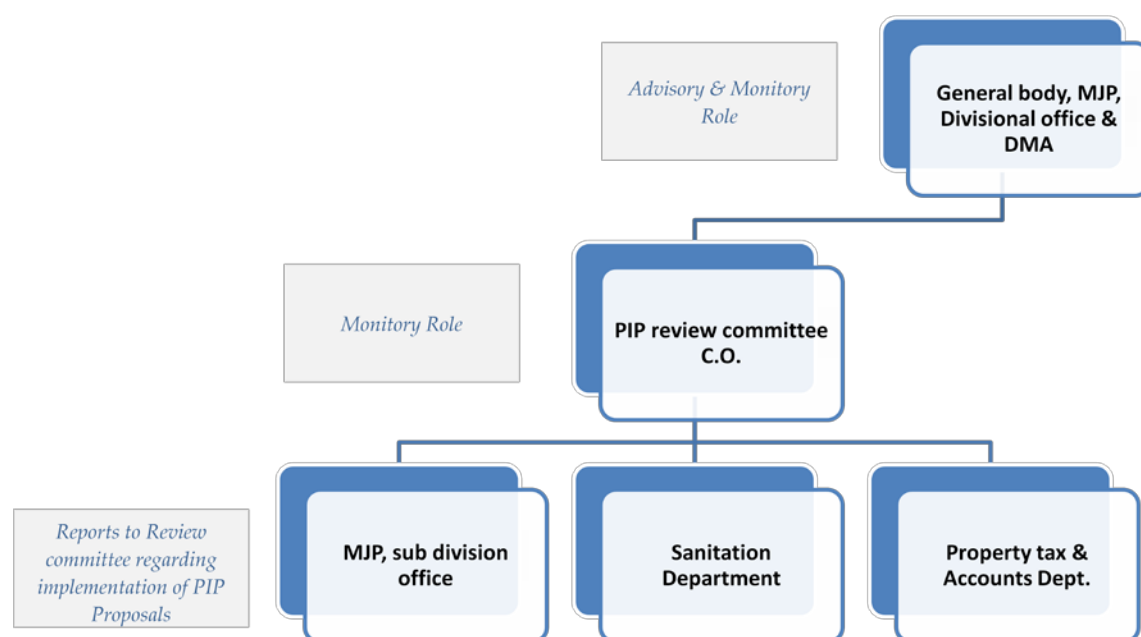 Advisory & Monitory
Role
General body, MJP,
Divisional office &
DMA
Monitory Role
PIP review committee
C.O.
Reports to Review
committee regarding
implementation of PIP
Proposals
MJP, sub division
office
Sanitation
Department
Property tax &
Accounts Dept.